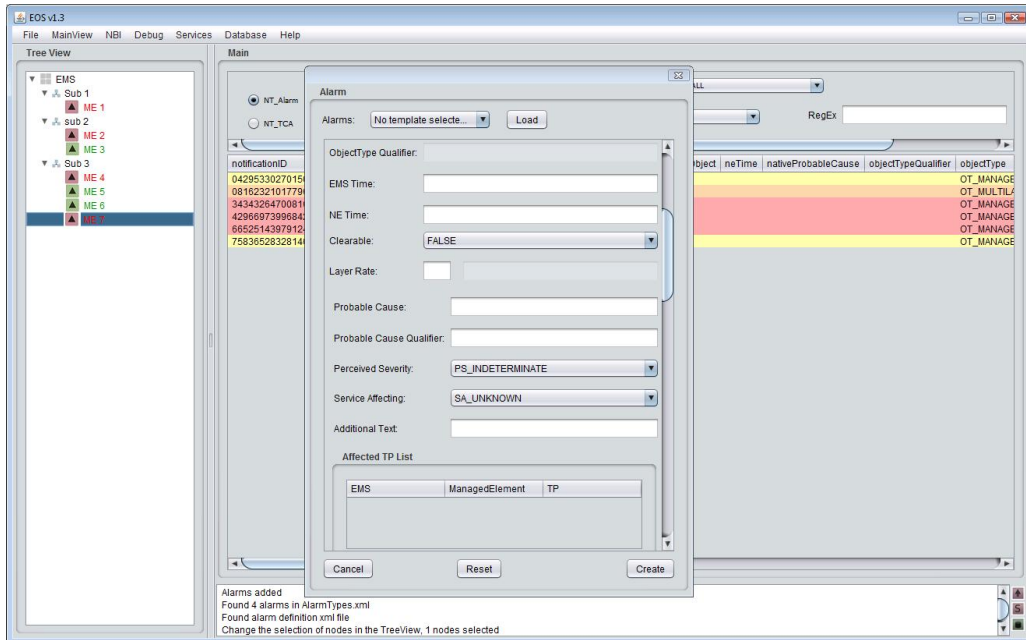 EOS v1.3
File MainView NBI Debug Services Database Help
Tree View
Main
EMS
Sub 1
ME 1
sub 2
ME 2
ME 3
Sub 3
ME 4
ME 5
ME 6
ME 7
NT_Alarm
NT_TCA
ALL
RegEx
notificationID
neTime nativeProbableCause objectTypeQualifier objectType
OT_MANAGE
OT_MULTILA
OT_MANAGE
OT_MANAGE
OT_MANAGE
OT_MANAGE
Alarm
Alarms: No template selecte... Load
ObjectType Qualifier:
EMS Time:
NE Time:
Clearable: FALSE
Layer Rate:
Probable Cause:
Probable Cause Qualifier:
Perceived Severity: PS_INDETERMINATE
Service Affecting: SA_UNKNOWN
Additional Text:
Affected TP List
EMS ManagedElement TP
Cancel Reset Create
Alarms added
Found 4 alarms in AlarmTypes.xml
Found alarm definition xml file
Change the selection of nodes in the TreeView, 1 nodes selected
S